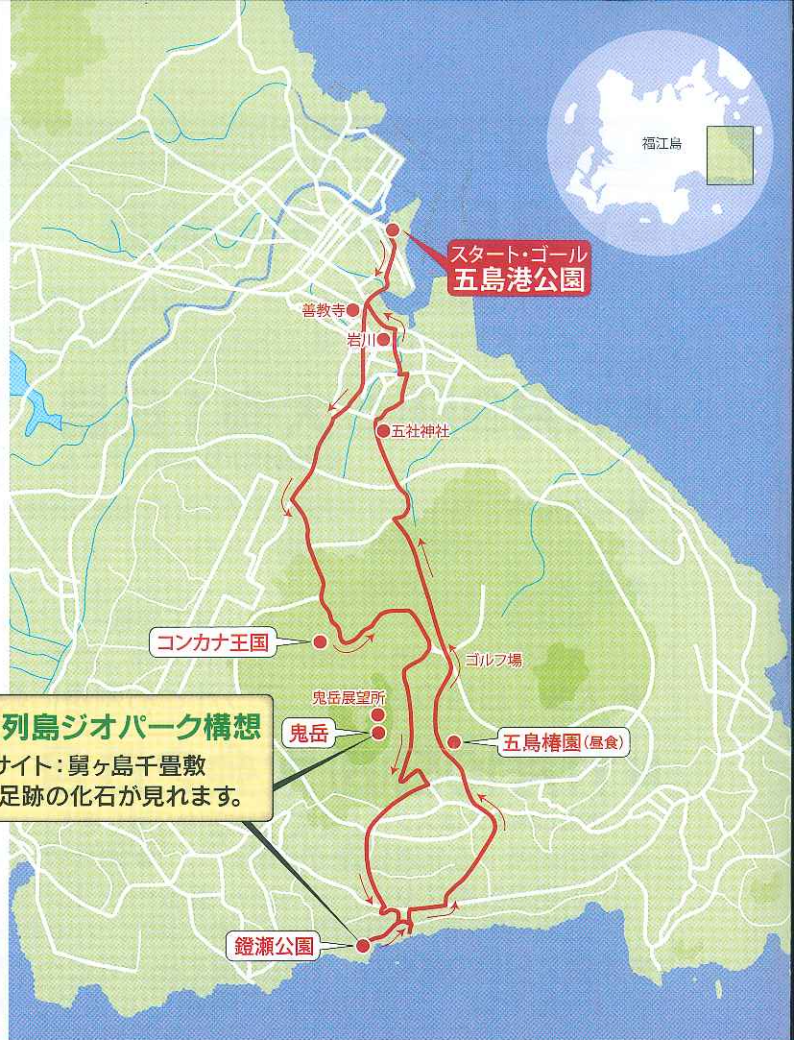 福江島
スタート・ゴール
五島港公園
善教寺
岩川
五社神社
コンカナ王国
ゴルフ場
鬼岳展望所
鬼岳
五島椿園(昼食)
列島ジオパーク構想
サイト:舅ヶ島千畳敷
足跡の化石が見れます。
鐙瀬公園